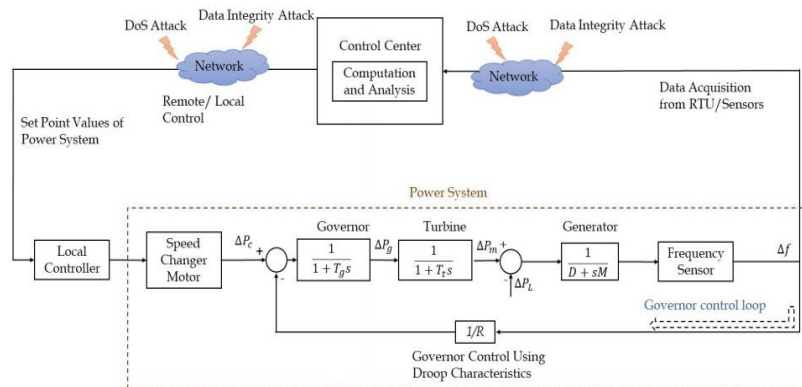 DoS Attack
Data Integrity Attack
Network
Remote/ Local
Control
Control Center
Computation
and Analysis
DoS Attack
Data Integrity Attack
Network
Data Acquisition
from RTU/Sensors
Set Point Values of
Power System
Power System
Local
Controller
Speed
Changer
Motor
ΔP_c
+
-
Governor
1
1 + T_g s
ΔP_g
Turbine
1
1 + T_t s
ΔP_m
+
-
ΔP_L
Generator
1
D + sM
Frequency
Sensor
Δf
Governor control loop
1/R
Governor Control Using
Droop Characteristics